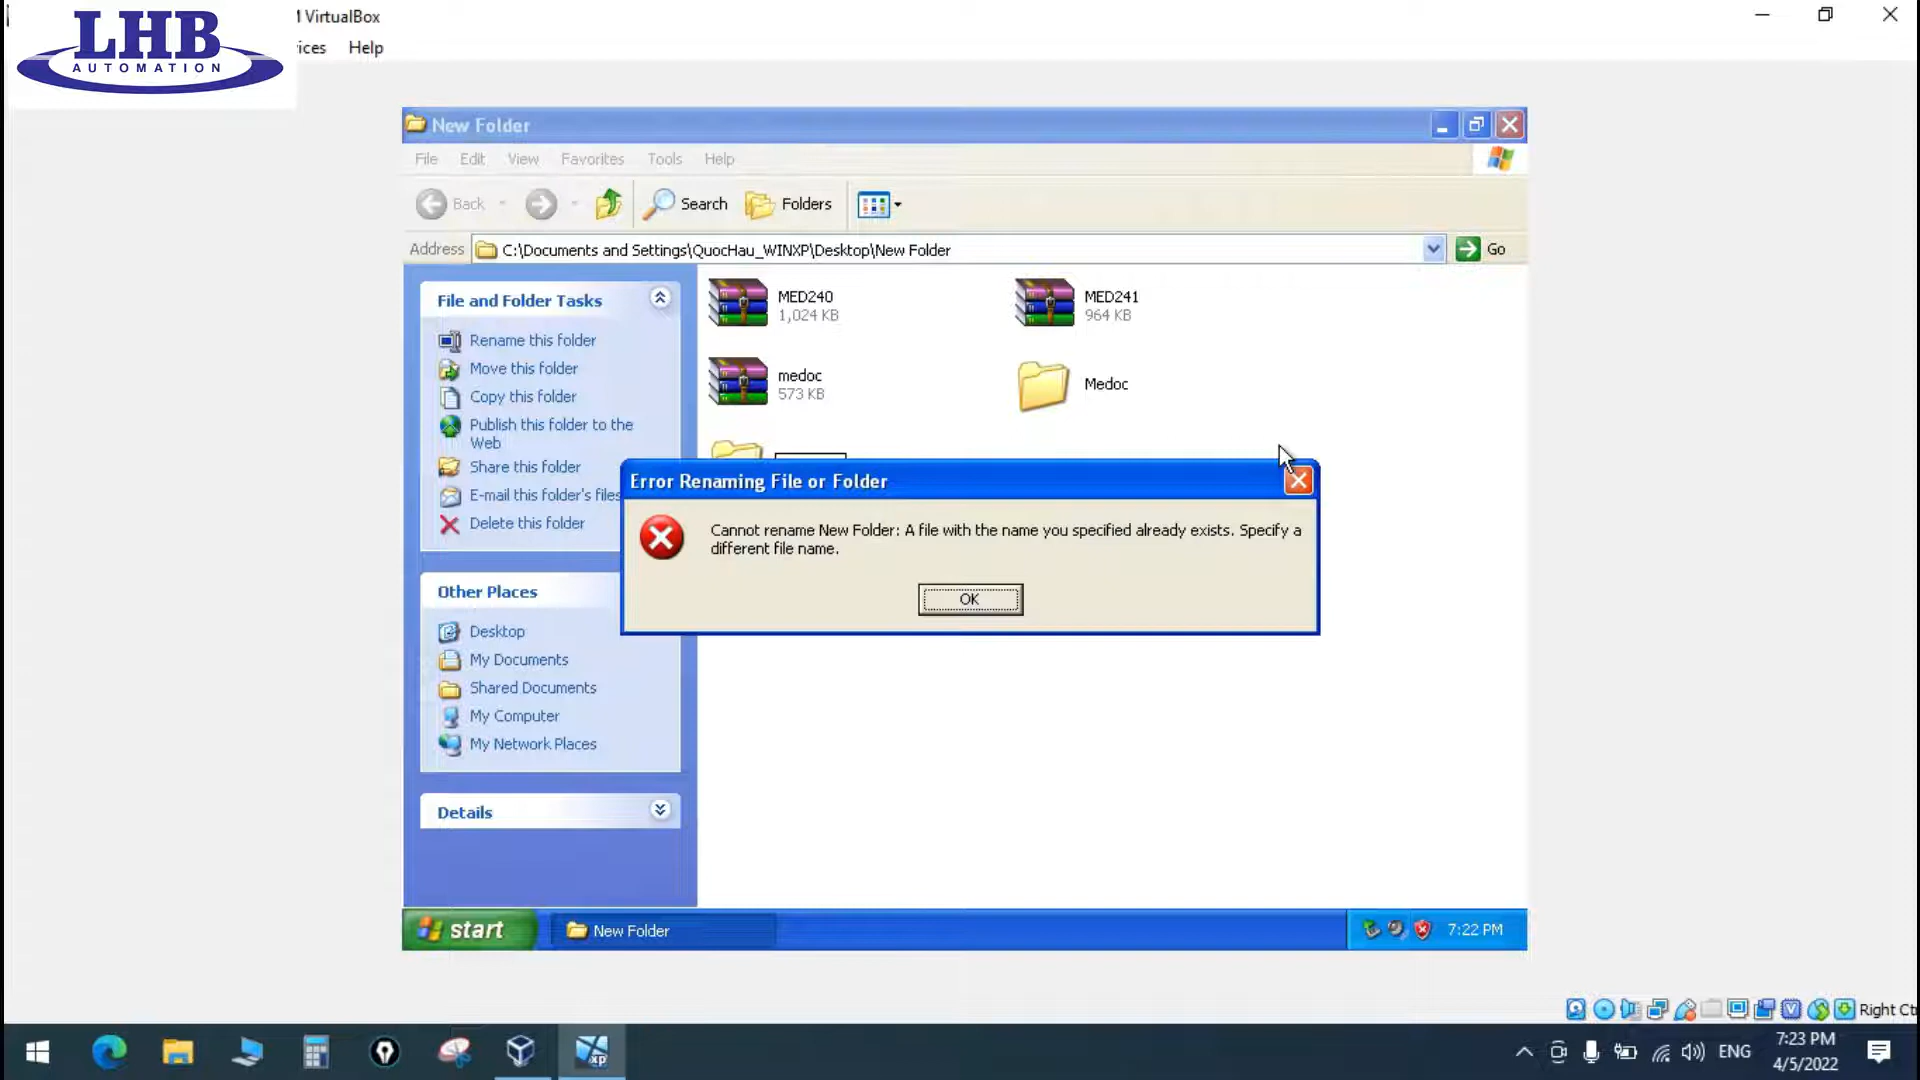 M VirtualBox
LHB
AUTOMATION
ices Help
New Folder
File Edit View Favorites Tools Help
Back Search Folders
Address C:\Documents and Settings\QuocHau_WINXP\Desktop\New Folder Go
File and Folder Tasks
Rename this folder
Move this folder
Copy this folder
Publish this folder to the
Web
Share this folder
E-mail this folder's files
Delete this folder
Other Places
Desktop
My Documents
Shared Documents
My Computer
My Network Places
Details
MED240
1,024 KB
MED241
964 KB
medoc
573 KB
Medoc
Error Renaming File or Folder
Cannot rename New Folder: A file with the name you specified already exists. Specify a
different file name.
OK
start New Folder 7:22 PM
Right Ct
xp
ENG
7:23 PM
4/5/2022